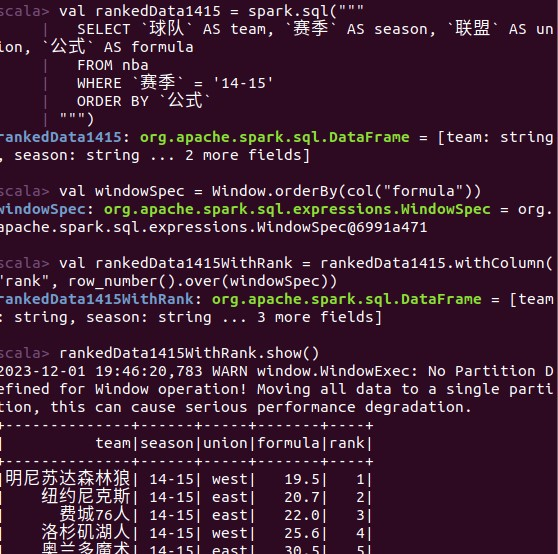 scala> val rankedData1415 = spark.sql("""
| SELECT `球队` AS team, `赛季` AS season, `联盟` AS un
ion, `公式` AS formula
| FROM nba
| WHERE `赛季` = '14-15'
| ORDER BY `公式`
| """)
rankedData1415: org.apache.spark.sql.DataFrame = [team: string
, season: string ... 2 more fields]
scala> val windowSpec = Window.orderBy(col("formula"))
windowSpec: org.apache.spark.sql.expressions.WindowSpec = org.
apache.spark.sql.expressions.WindowSpec@6991a471
scala> val rankedData1415WithRank = rankedData1415.withColumn(
"rank", row_number().over(windowSpec))
rankedData1415WithRank: org.apache.spark.sql.DataFrame = [team
: string, season: string ... 3 more fields]
scala> rankedData1415WithRank.show()
2023-12-01 19:46:20,783 WARN window.WindowExec: No Partition D
efined for Window operation! Moving all data to a single parti
tion, this can cause serious performance degradation.
+--------------+------+-----+-------+----+
| team|season|union|formula|rank|
+--------------+------+-----+-------+----+
|明尼苏达森林狼| 14-15| west| 19.5| 1|
| 纽约尼克斯| 14-15| east| 20.7| 2|
| 费城76人| 14-15| east| 22.0| 3|
| 洛杉矶湖人| 14-15| west| 25.6| 4|
| 奥兰多魔术| 14-15| east| 30.5| 5|